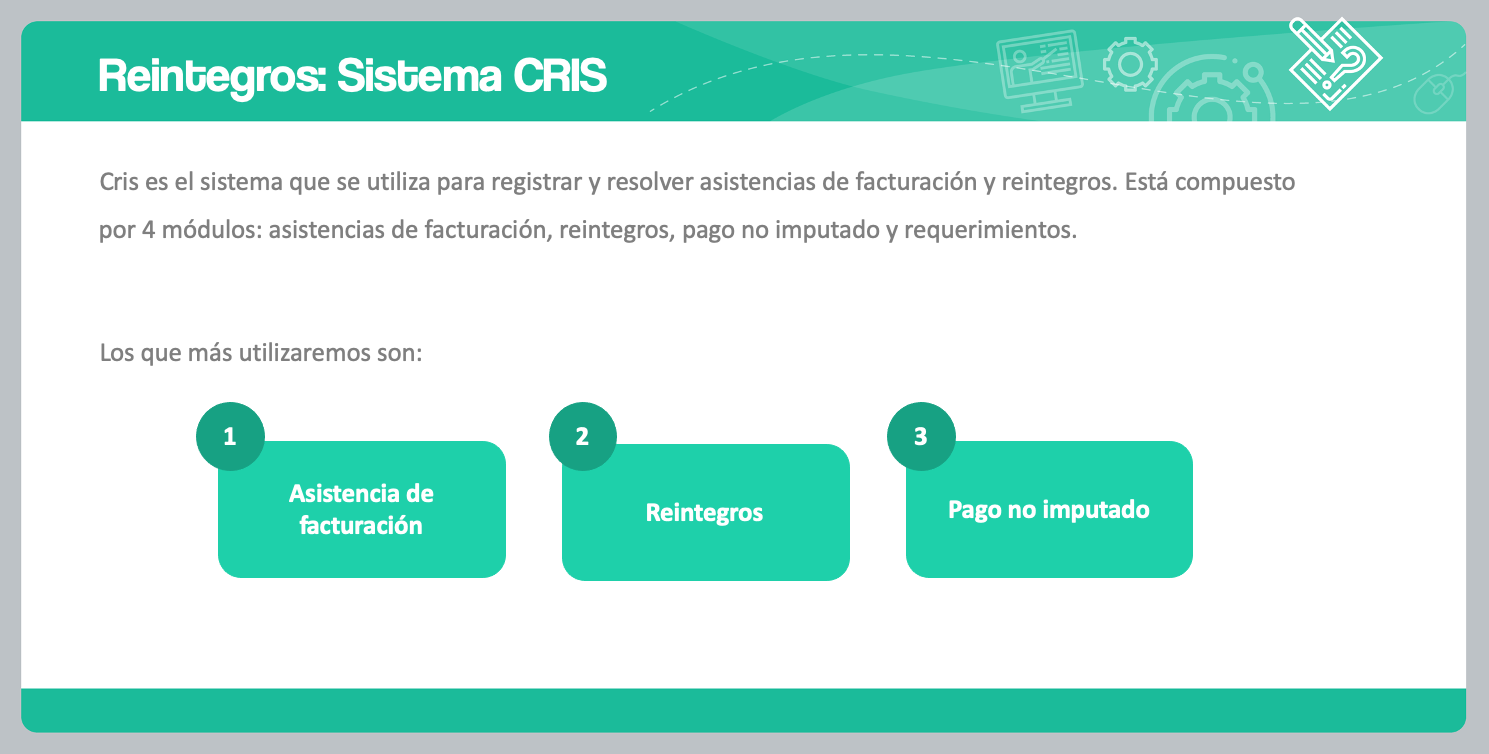 Reintegros: Sistema CRIS
Cris es el sistema que se utiliza para registrar y resolver asistencias de facturación y reintegros. Está compuesto
por 4 módulos: asistencias de facturación, reintegros, pago no imputado y requerimientos.
Los que más utilizaremos son:
1
Asistencia de
facturación
2
Reintegros
3
Pago no imputado